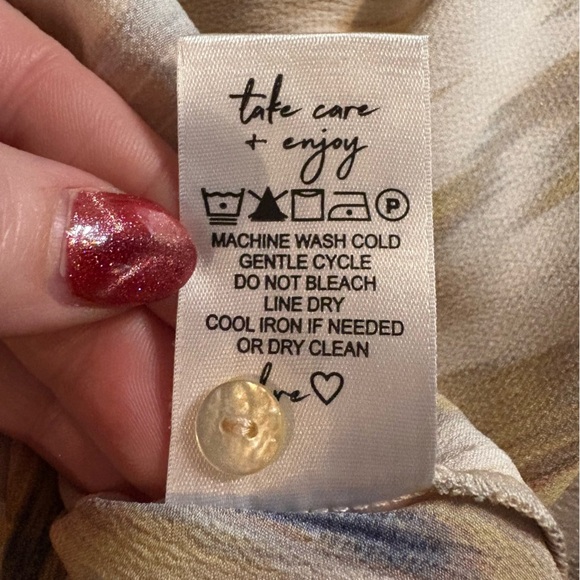 take care
+ enjoy
P
MACHINE WASH COLD
GENTLE CYCLE
DO NOT BLEACH
LINE DRY
COOL IRON IF NEEDED
OR DRY CLEAN